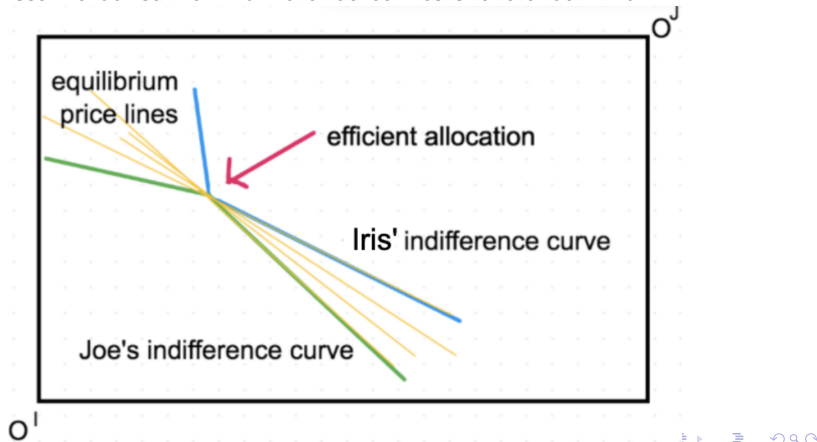 O^J
equilibrium
price lines
efficient allocation
Iris' indifference curve
Joe's indifference curve
O^I